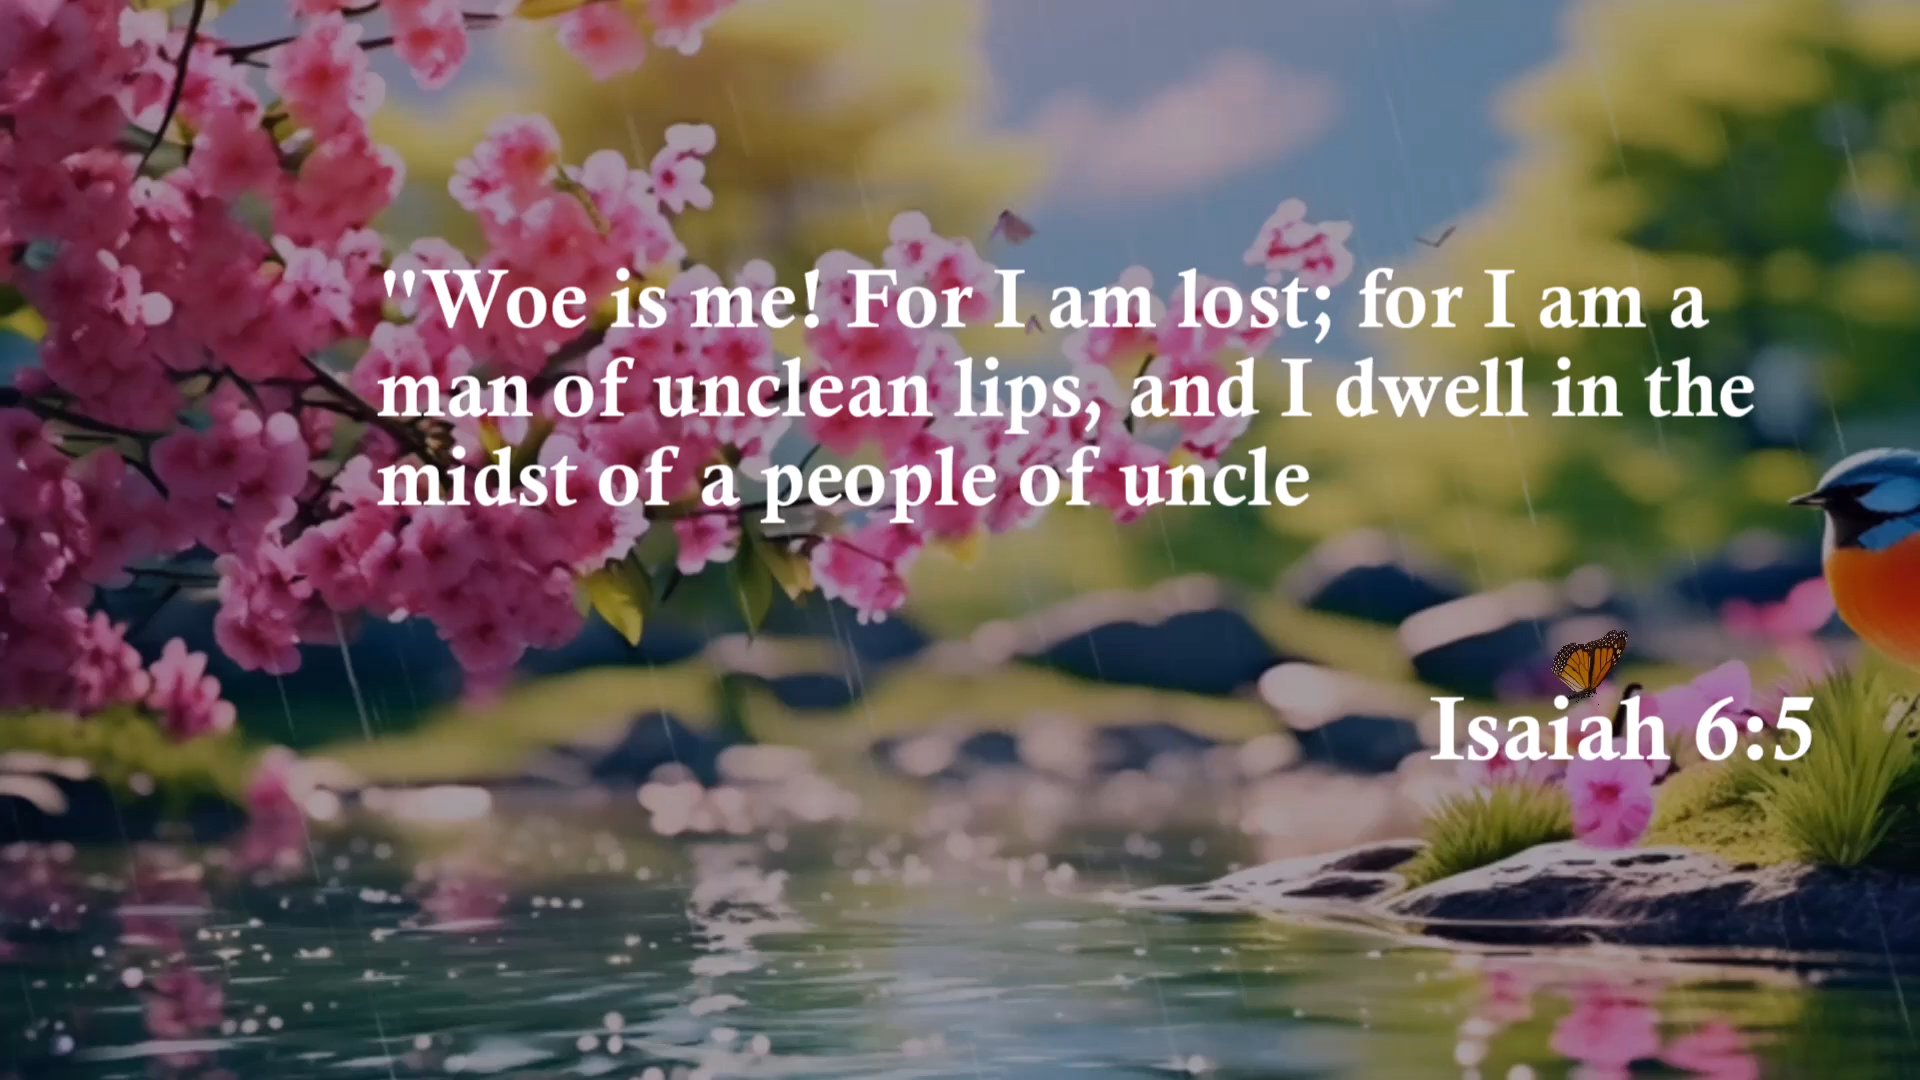 "Woe is me! For I am lost; for I am a
man of unclean lips, and I dwell in the
midst of a people of uncle
Isaiah 6:5